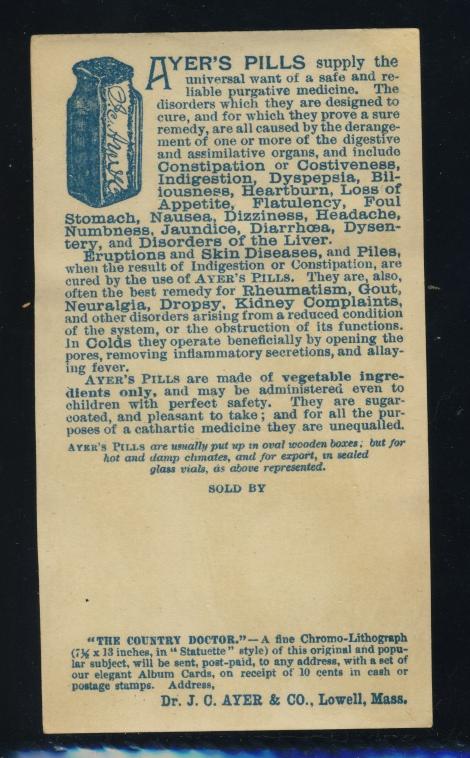 AYER'S PILLS supply the
universal want of a safe and re-
liable purgative medicine. The
disorders which they are designed to
cure, and for which they prove a sure
remedy, are all caused by the derange-
ment of one or more of the digestive
and assimilative organs, and include
Constipation or Costiveness,
Indigestion, Dyspepsia, Bil-
iousness, Heartburn, Loss of
Appetite, Flatulency, Foul
Stomach, Nausea, Dizziness, Headache,
Numbness, Jaundice, Diarrhœa, Dysen-
tery, and Disorders of the Liver.
Eruptions and Skin Diseases, and Piles,
when the result of Indigestion or Constipation, are
cured by the use of AYER'S PILLS. They are, also,
often the best remedy for Rheumatism, Gout,
Neuralgia, Dropsy, Kidney Complaints,
and other disorders arising from a reduced condition
of the system, or the obstruction of its functions.
In Colds they operate beneficially by opening the
pores, removing inflammatory secretions, and allay-
ing fever.
AYER'S PILLS are made of vegetable ingre-
dients only, and may be administered even to
children with perfect safety. They are sugar-
coated, and pleasant to take; and for all the pur-
poses of a cathartic medicine they are unequalled.
AYER'S PILLS are usually put up in oval wooden boxes; but for
hot and damp climates, and for export, in sealed
glass vials, as above represented.
SOLD BY
"THE COUNTRY DOCTOR."—A fine Chromo-Lithograph
(7½ x 13 inches, in "Statuette" style) of this original and popu-
lar subject, will be sent, post-paid, to any address, with a set of
our elegant Album Cards, on receipt of 10 cents in cash or
postage stamps. Address,
Dr. J. C. AYER & CO., Lowell, Mass.